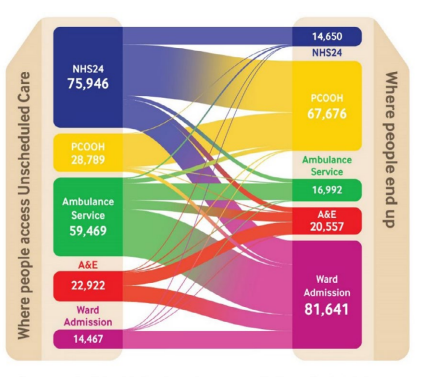 Where people access Unscheduled Care
NHS24
75,946
PCOOH
28,789
Ambulance
Service
59,469
A&E
22,922
Ward
Admission
14,467
14,650
NHS24
PCOOH
67,676
Ambulance
Service
16,992
A&E
20,557
Ward
Admission
81,641
Where people end up